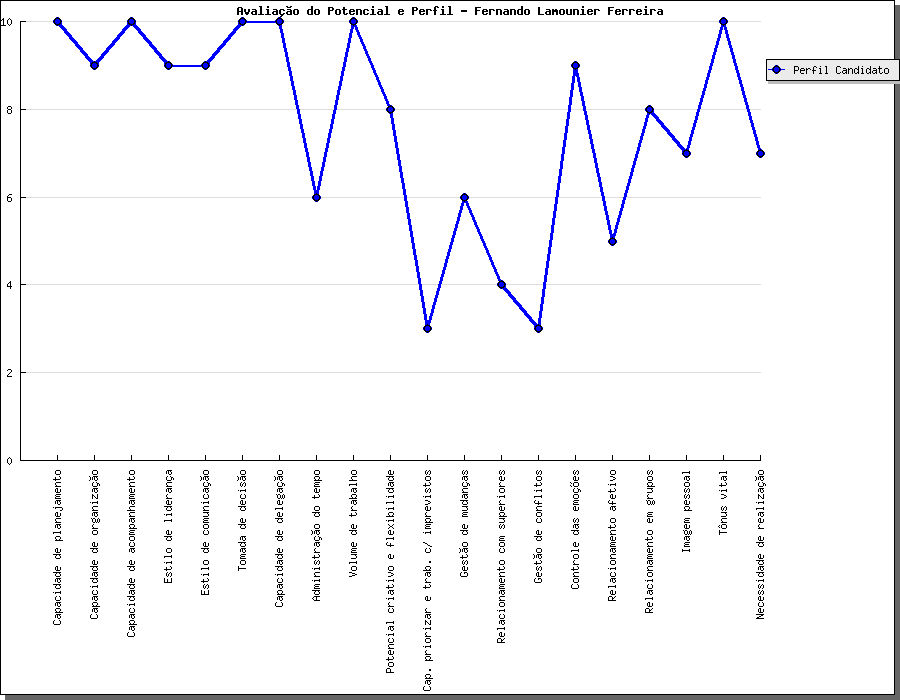 Avaliação do Potencial e Perfil - Fernando Lamounier Ferreira
10
8
6
4
2
0
Perfil Candidato
Capacidade de planejamento
Capacidade de organização
Capacidade de acompanhamento
Estilo de liderança
Estilo de comunicação
Tomada de decisão
Capacidade de delegação
Administração do tempo
Volume de trabalho
Potencial criativo e flexibilidade
Cap. priorizar e trab. c/ imprevistos
Gestão de mudanças
Relacionamento com superiores
Gestão de conflitos
Controle das emoções
Relacionamento afetivo
Relacionamento em grupos
Imagem pessoal
Tônus vital
Necessidade de realização